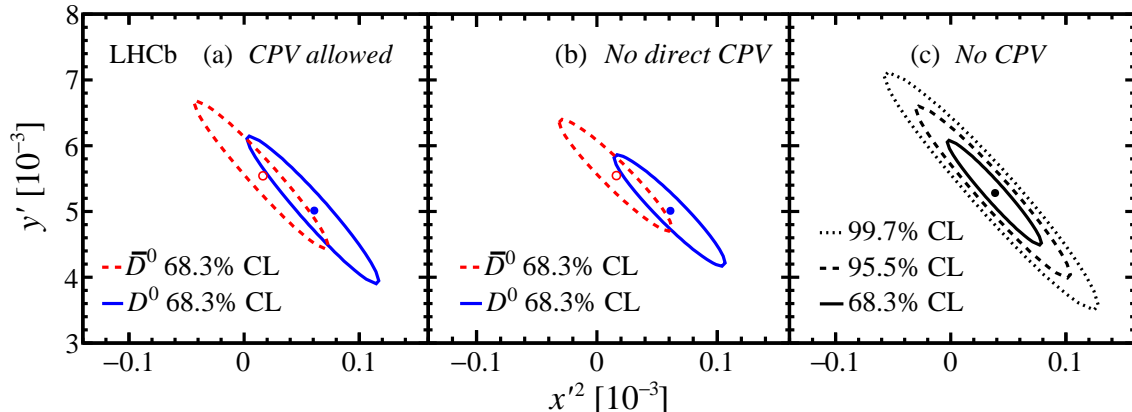 LHCb (a) CPV allowed
(b) No direct CPV
(c) No CPV
y′ [10⁻³]
8
7
6
5
4
3
D̅⁰ 68.3% CL
D⁰ 68.3% CL
D̅⁰ 68.3% CL
D⁰ 68.3% CL
99.7% CL
95.5% CL
68.3% CL
−0.1 0 0.1 −0.1 0 0.1 −0.1 0 0.1
x′² [10⁻³]